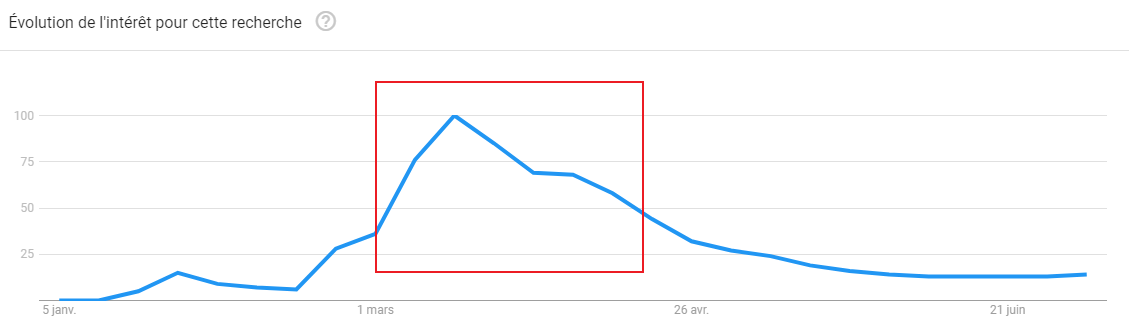 Évolution de l'intérêt pour cette recherche ?
100
75
50
25
5 janv. 1 mars 26 avr. 21 juin